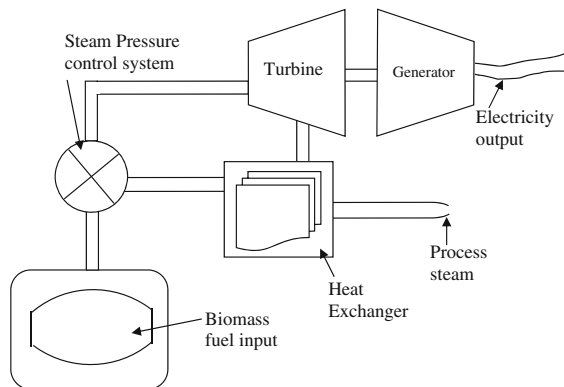 Steam Pressure
control system
Turbine
Generator
Electricity
output
Process
steam
Heat
Exchanger
Biomass
fuel input